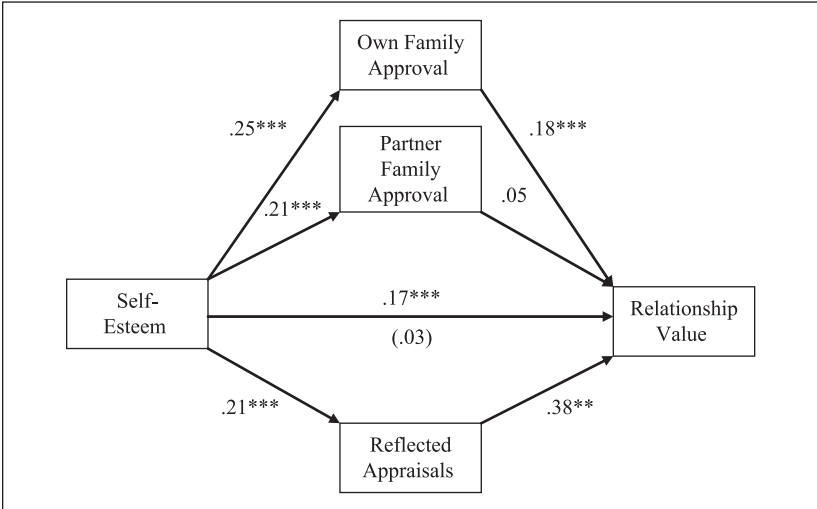 Own Family
Approval
.25***
.18***
Partner
Family
Approval
.21***
.05
Self-
Esteem
.17***
(.03)
Relationship
Value
.21***
.38**
Reflected
Appraisals